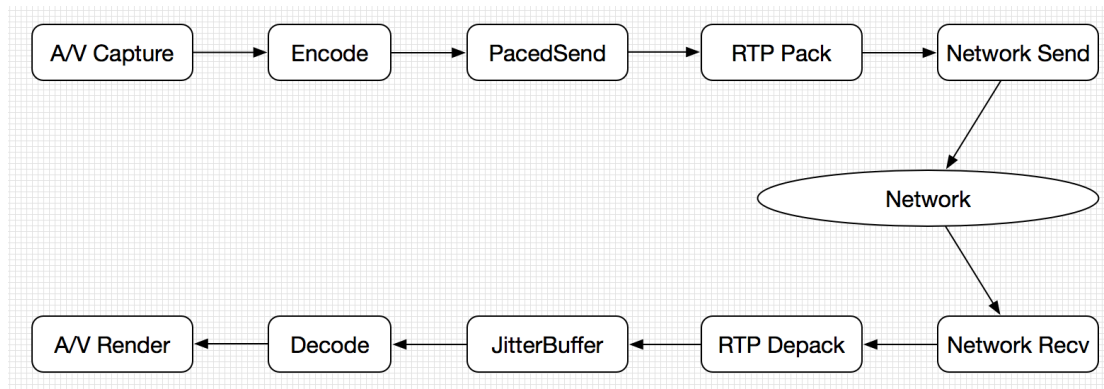 A/V Capture
Encode
PacedSend
RTP Pack
Network Send
Network
A/V Render
Decode
JitterBuffer
RTP Depack
Network Recv